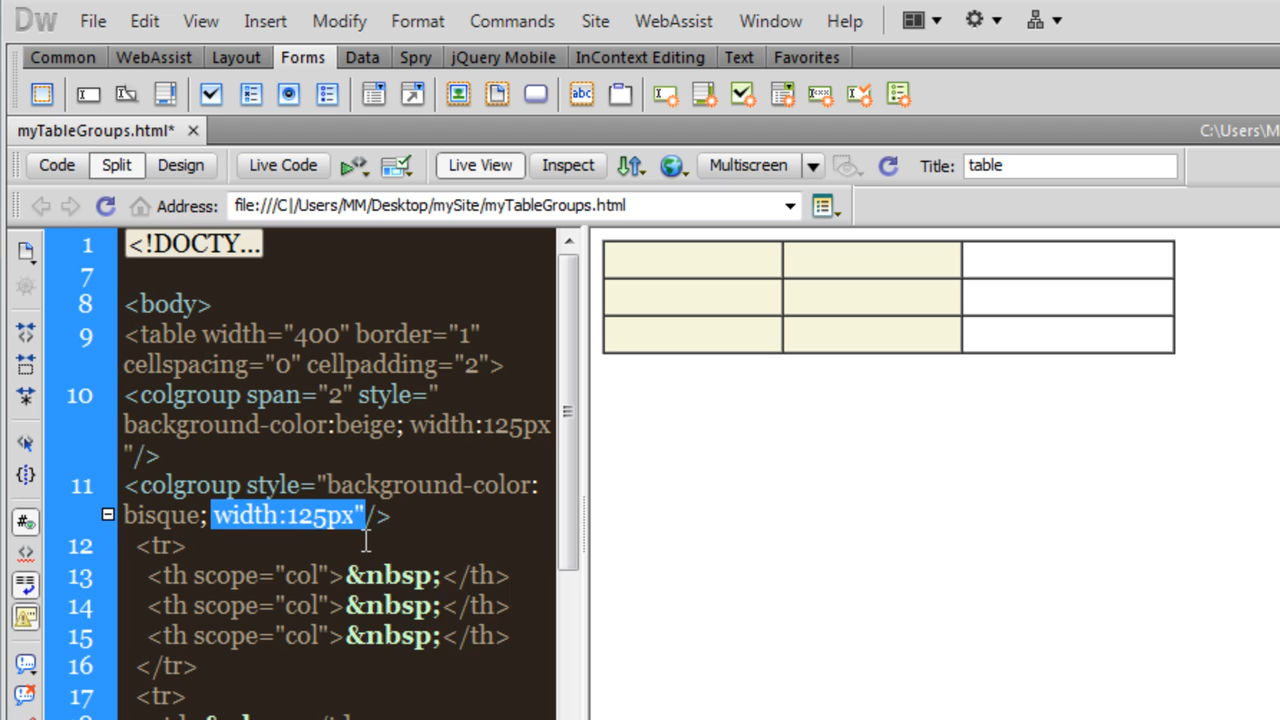 Dw File Edit View Insert Modify Format Commands Site WebAssist Window Help
Common WebAssist Layout Forms Data Spry jQuery Mobile InContext Editing Text Favorites
myTableGroups.html*
C:\Users\M
Code Split Design Live Code Live View Inspect Multiscreen Title: table
Address: file:///C|/Users/MM/Desktop/mySite/myTableGroups.html
1 <!DOCTY...
7
8 <body>
9 <table width="400" border="1"
cellspacing="0" cellpadding="2">
10 <colgroup span="2" style="
background-color:beige; width:125px
"/>
11 <colgroup style="background-color:
bisque; width:125px"/>
12 <tr>
13 <th scope="col">&nbsp;</th>
14 <th scope="col">&nbsp;</th>
15 <th scope="col">&nbsp;</th>
16 </tr>
17 <tr>